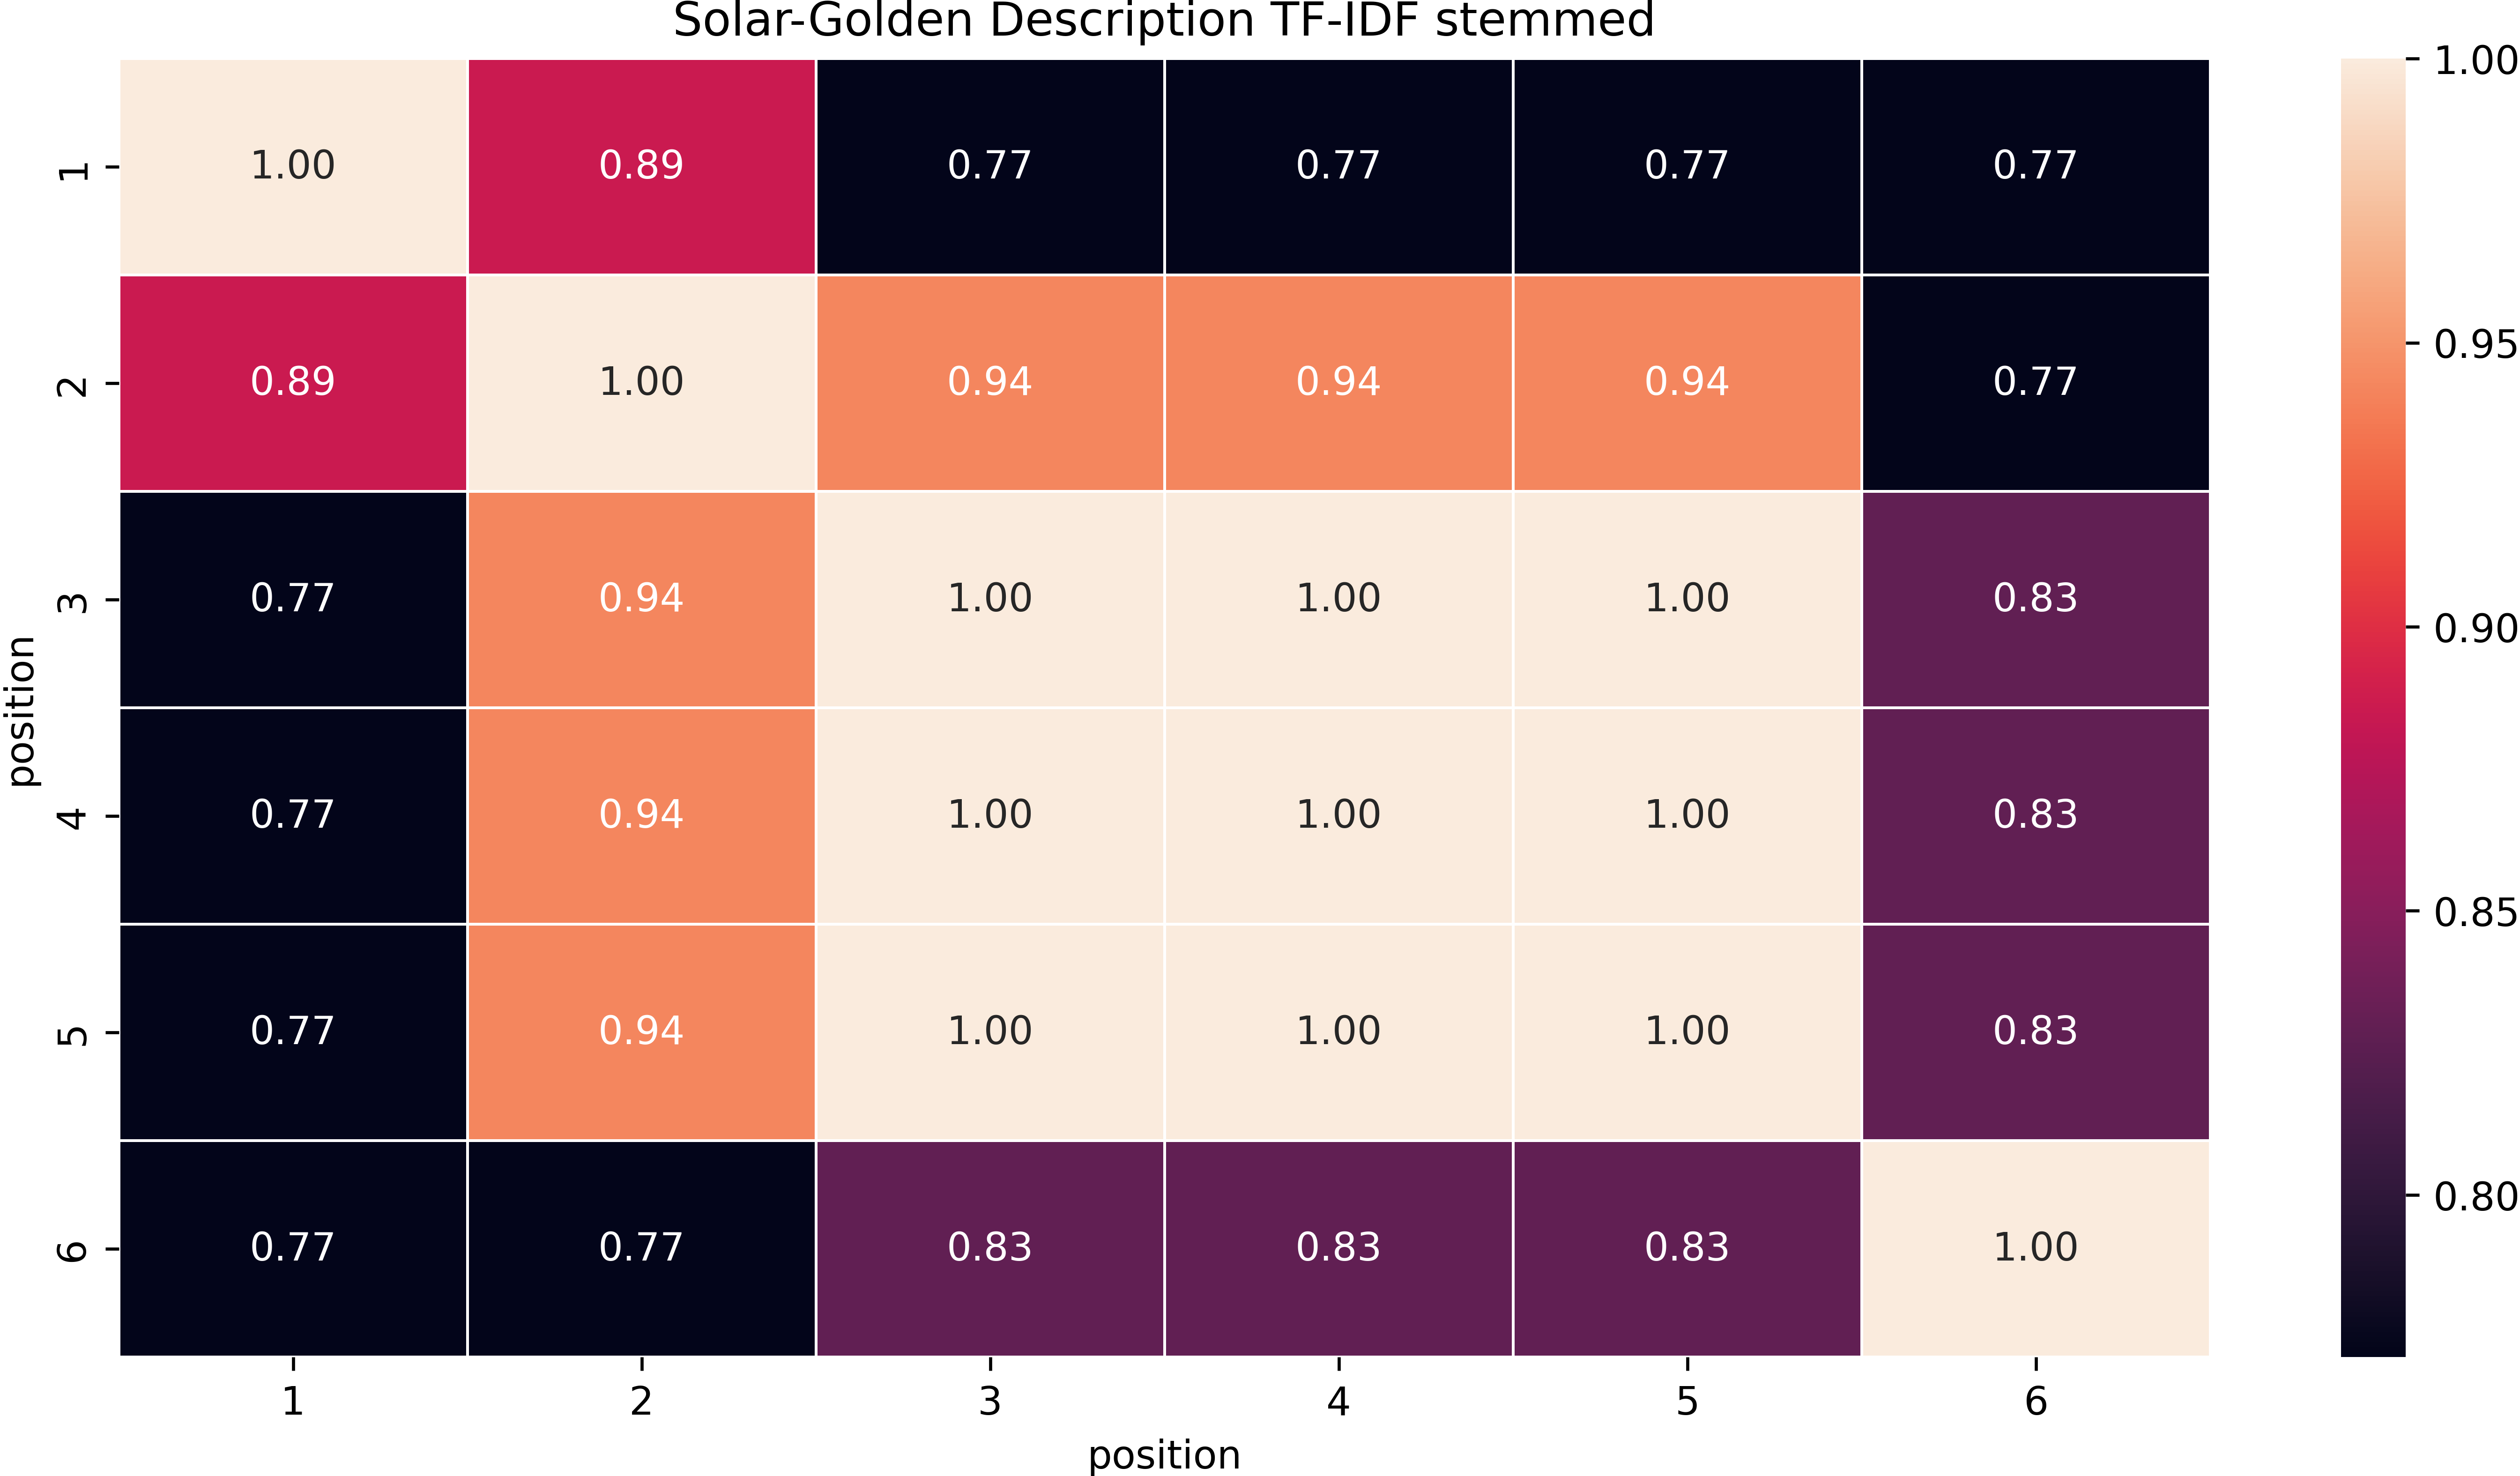 Solar-Golden Description TF-IDF stemmed
1 1.00 0.89 0.77 0.77 0.77 0.77
2 0.89 1.00 0.94 0.94 0.94 0.77
3 0.77 0.94 1.00 1.00 1.00 0.83
4 0.77 0.94 1.00 1.00 1.00 0.83
5 0.77 0.94 1.00 1.00 1.00 0.83
6 0.77 0.77 0.83 0.83 0.83 1.00
1 2 3 4 5 6
position
position
1.00
0.95
0.90
0.85
0.80